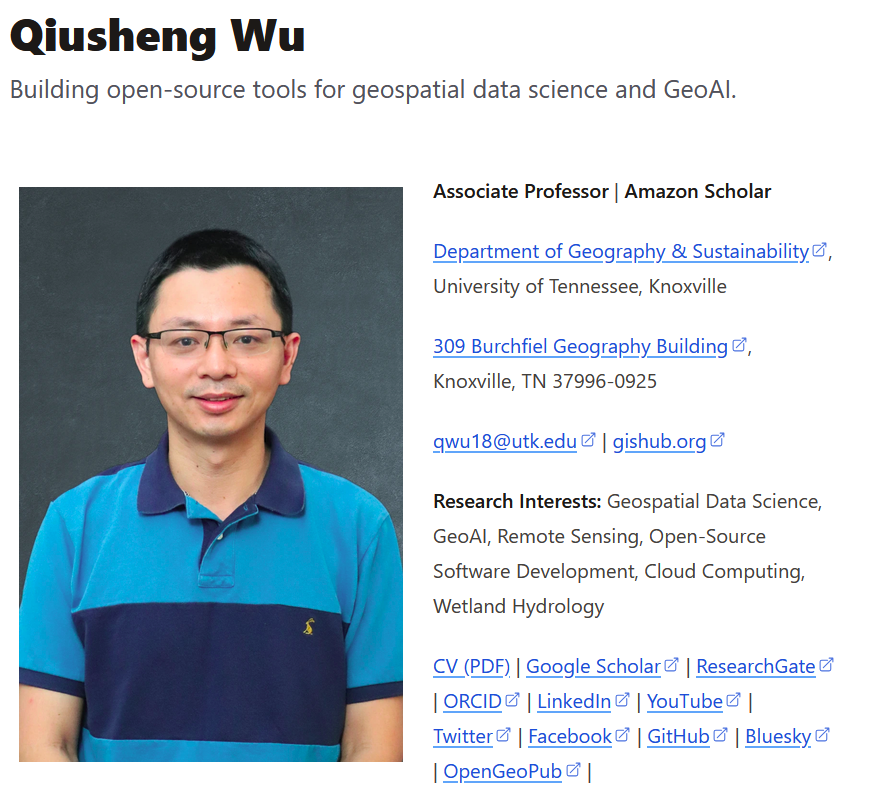 Qiusheng Wu
Building open-source tools for geospatial data science and GeoAI.
Associate Professor | Amazon Scholar
Department of Geography & Sustainability,
University of Tennessee, Knoxville
309 Burchfiel Geography Building,
Knoxville, TN 37996-0925
qwu18@utk.edu | gishub.org
Research Interests: Geospatial Data Science,
GeoAI, Remote Sensing, Open-Source
Software Development, Cloud Computing,
Wetland Hydrology
CV (PDF) | Google Scholar | ResearchGate
| ORCID | LinkedIn | YouTube |
Twitter | Facebook | GitHub | Bluesky
| OpenGeoPub |